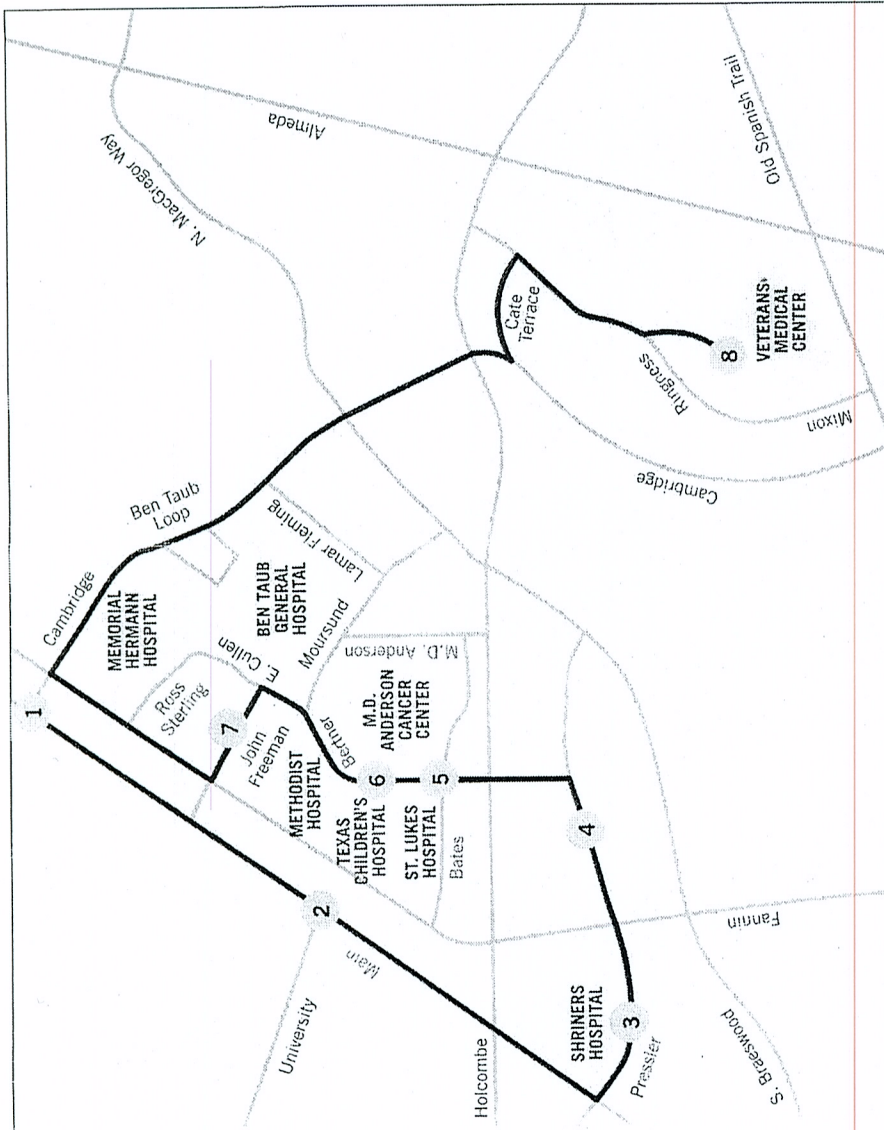 N. MacGregor Way
Almeda
Old Spanish Trail
Cate
Terrace
Ringness
Mixon
Cambridge
8
VETERANS
MEDICAL
CENTER
Ben Taub
Loop
Cambridge
Lamar Fleming
MEMORIAL
HERMANN
HOSPITAL
BEN TAUB
GENERAL
HOSPITAL
E. Cullen
Moursund
Ross
Sterling
1
7
John
Freeman
METHODIST
HOSPITAL
Bertner
M.D. Anderson
M.D.
ANDERSON
CANCER
CENTER
6
5
TEXAS
CHILDREN'S
HOSPITAL
ST. LUKES
HOSPITAL
Bates
4
2
Main
University
Fannin
Holcombe
SHRINERS
HOSPITAL
3
Pressler
S. Braeswood